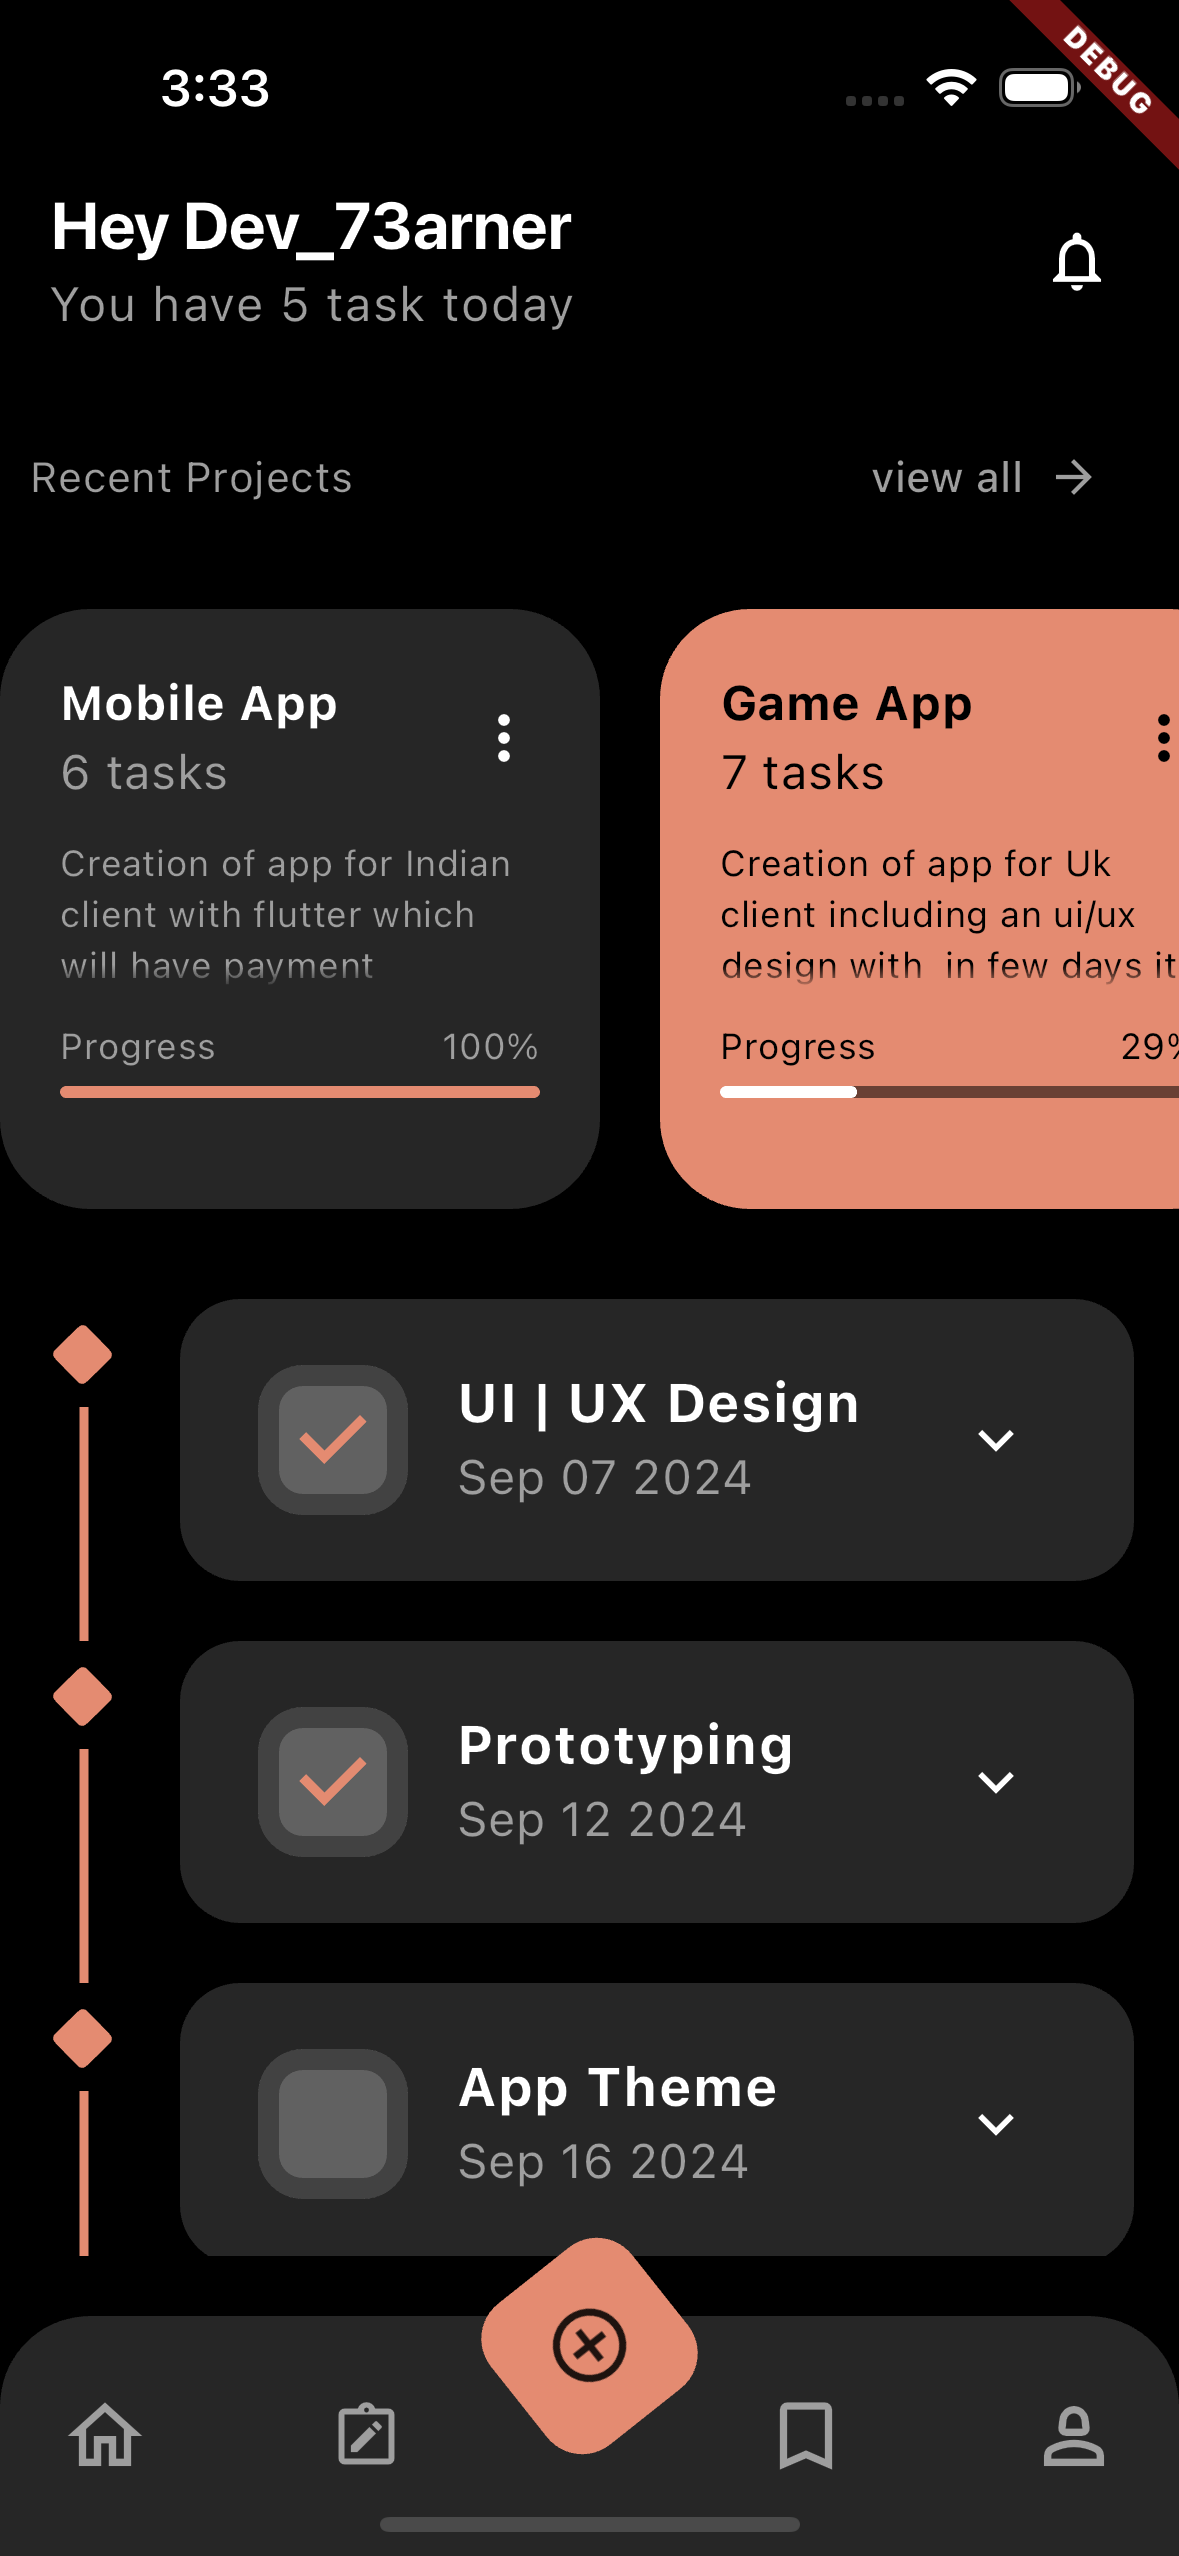 3:33
DEBUG
Hey Dev_73arner
You have 5 task today
Recent Projects
view all
Mobile App
6 tasks
Creation of app for Indian
client with flutter which
will have payment
Progress 100%
Game App
7 tasks
Creation of app for Uk
client including an ui/ux
design with  in few days it
Progress 29%
UI | UX Design
Sep 07 2024
Prototyping
Sep 12 2024
App Theme
Sep 16 2024